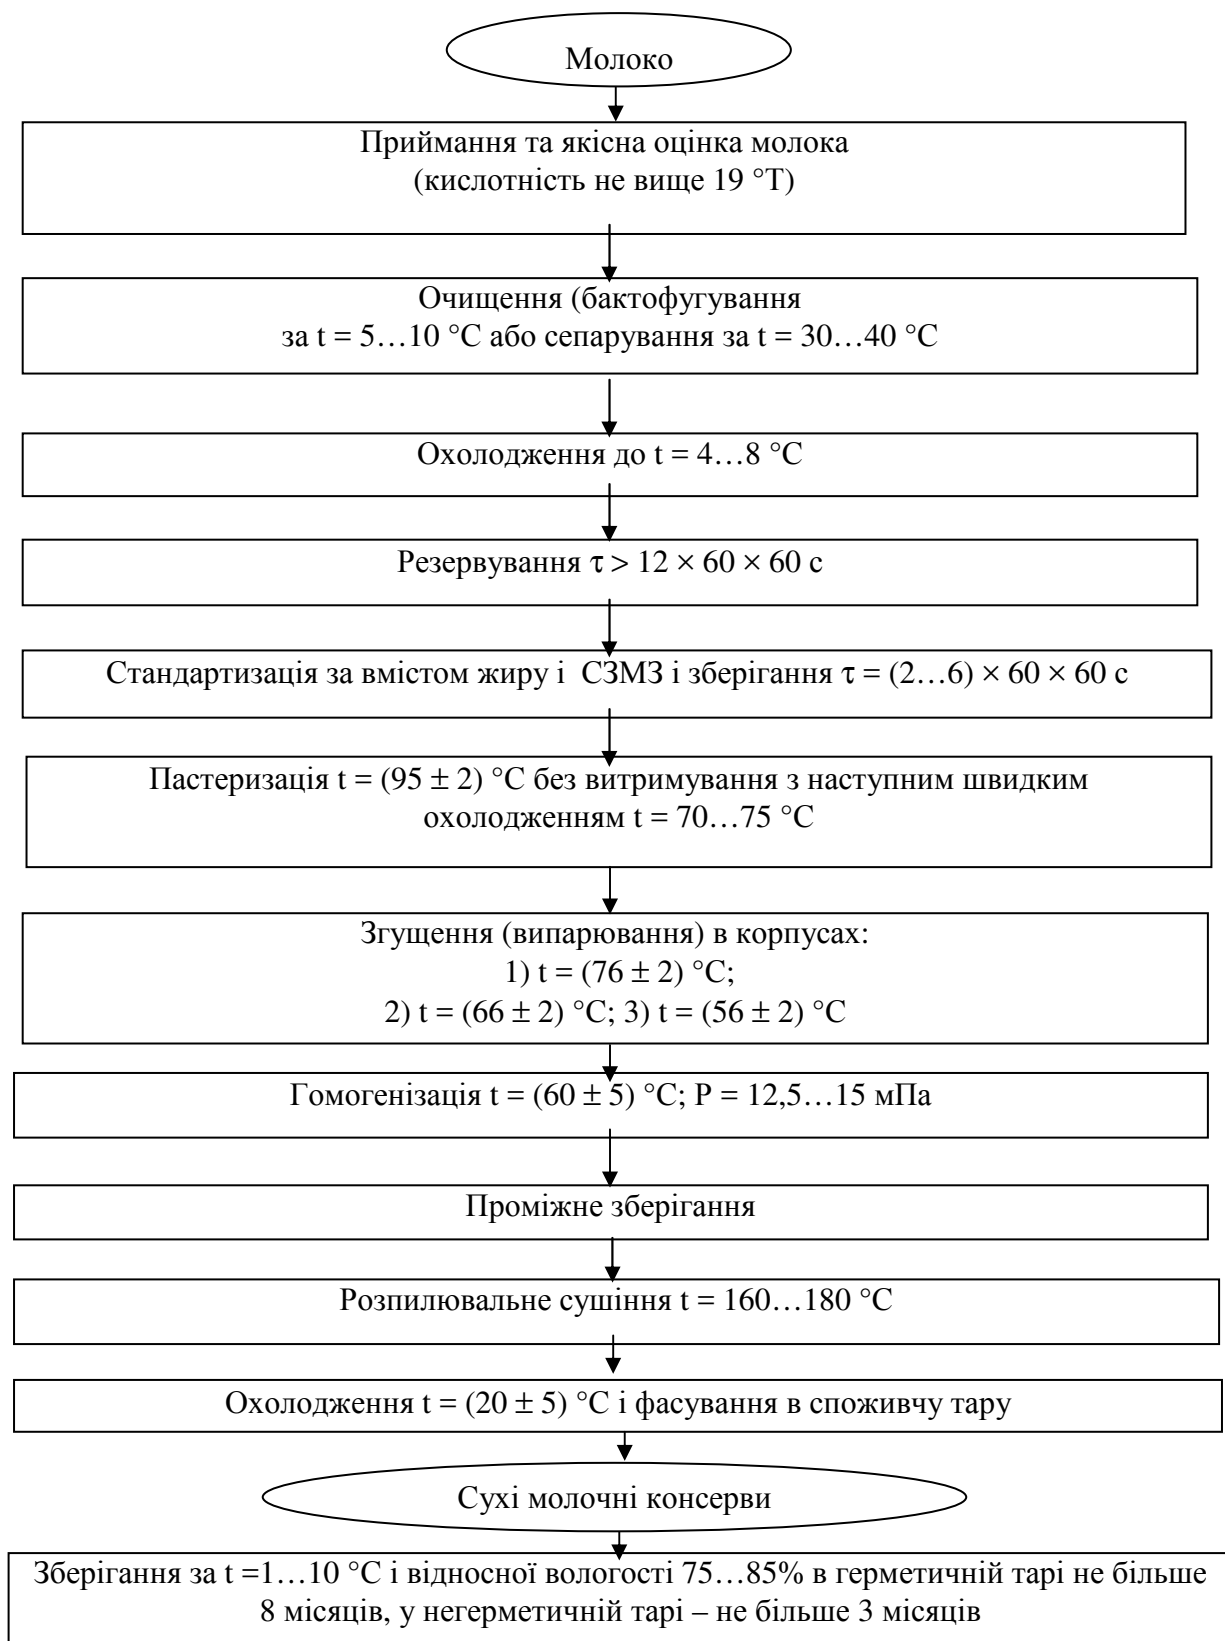 Молоко
Приймання та якісна оцінка молока
(кислотність не вище 19 °Т)
Очищення (бактофугування
за t = 5…10 °С або сепарування за t = 30…40 °С
Охолодження до t = 4…8 °С
Резервування τ > 12 × 60 × 60 с
Стандартизація за вмістом жиру і СЗМЗ і зберігання τ = (2…6) × 60 × 60 с
Пастеризація t = (95 ± 2) °С без витримування з наступним швидким
охолодженням t = 70…75 °С
Згущення (випарювання) в корпусах:
1) t = (76 ± 2) °С;
2) t = (66 ± 2) °С; 3) t = (56 ± 2) °С
Гомогенізація t = (60 ± 5) °С; Р = 12,5…15 мПа
Проміжне зберігання
Розпилювальне сушіння t = 160…180 °С
Охолодження t = (20 ± 5) °С і фасування в споживчу тару
Сухі молочні консерви
Зберігання за t =1…10 °С і відносної вологості 75…85% в герметичній тарі не більше
8 місяців, у негерметичній тарі – не більше 3 місяців